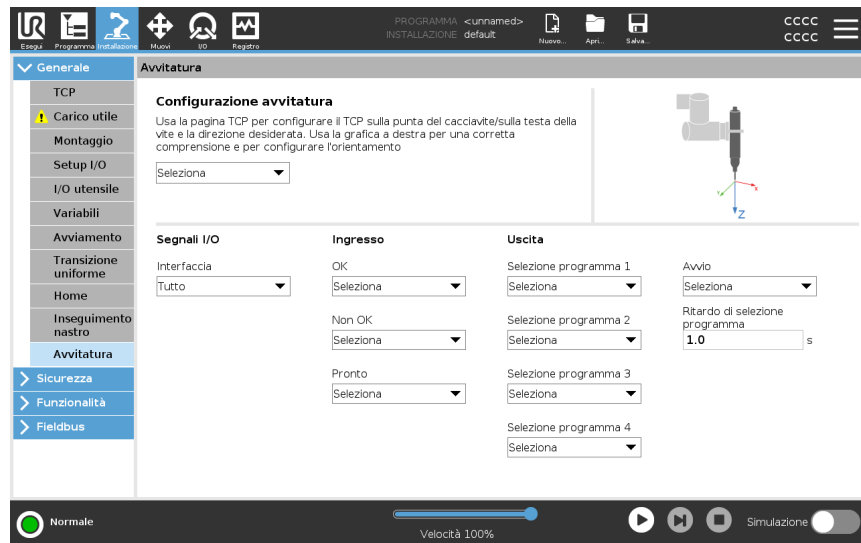 PROGRAMMA <unnamed>
INSTALLAZIONE default
CCCC
CCCC
Esegui Programma Installazione Muovi I/O Registro Nuovo... Apri... Salva...
Generale
TCP
Carico utile
Montaggio
Setup I/O
I/O utensile
Variabili
Avviamento
Transizione
uniforme
Home
Inseguimento
nastro
Avvitatura
Sicurezza
Funzionalità
Fieldbus
Avvitatura
Configurazione avvitatura
Usa la pagina TCP per configurare il TCP sulla punta del cacciavite/sulla testa della
vite e la direzione desiderata. Usa la grafica a destra per una corretta
comprensione e per configurare l'orientamento
Seleziona
Y
X
Z
Segnali I/O
Interfaccia
Tutto
Ingresso
OK
Seleziona
Non OK
Seleziona
Pronto
Seleziona
Uscita
Selezione programma 1
Seleziona
Selezione programma 2
Seleziona
Selezione programma 3
Seleziona
Selezione programma 4
Seleziona
Avvio
Seleziona
Ritardo di selezione
programma
1.0 s
Normale
Velocità 100%
Simulazione